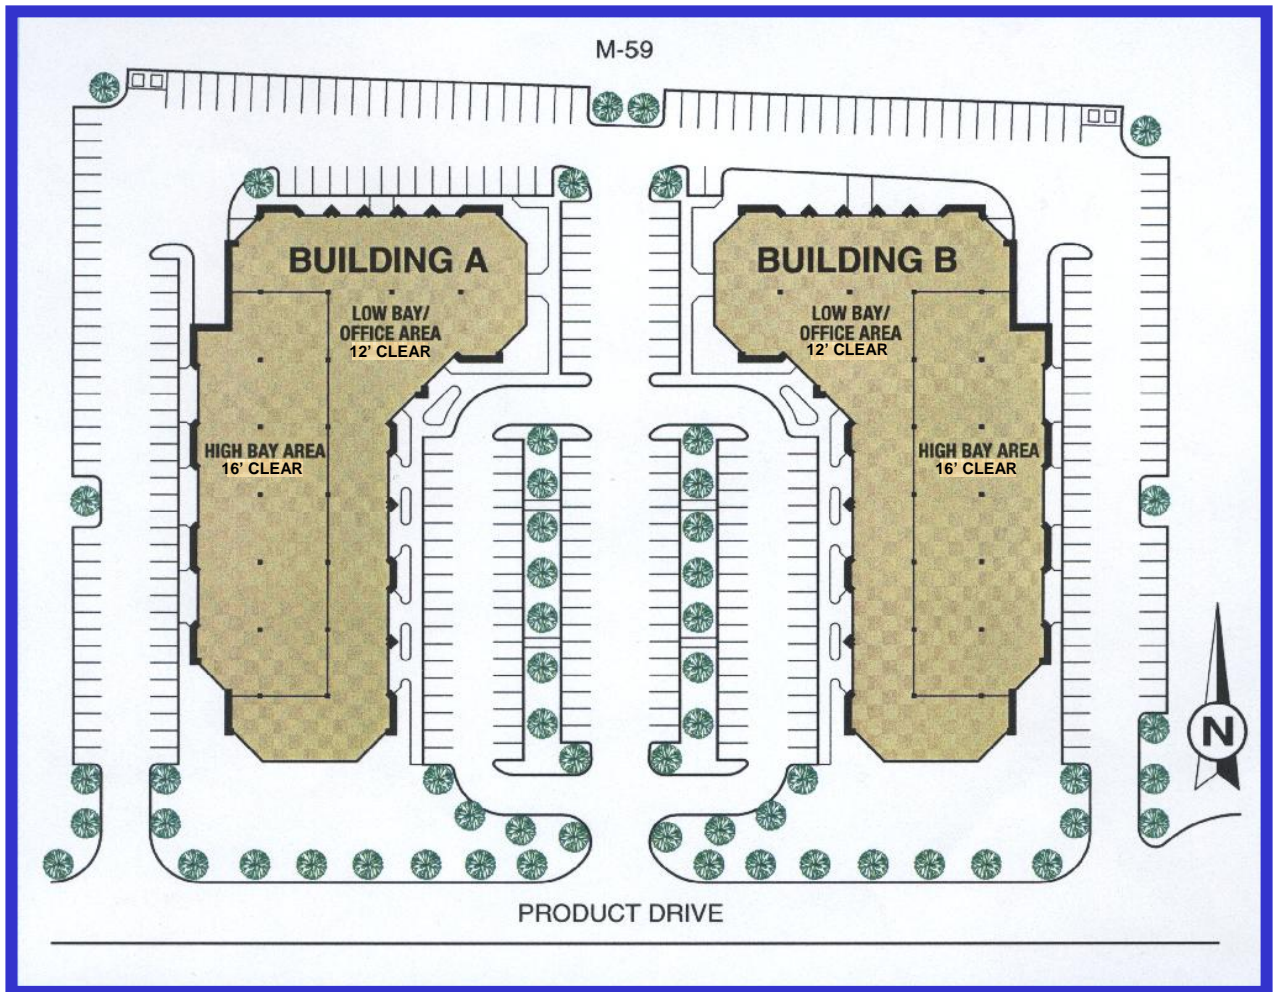 M-59
BUILDING A
BUILDING B
LOW BAY/
OFFICE AREA
12’ CLEAR
LOW BAY/
OFFICE AREA
12’ CLEAR
HIGH BAY AREA
16’ CLEAR
HIGH BAY AREA
16’ CLEAR
N
PRODUCT DRIVE